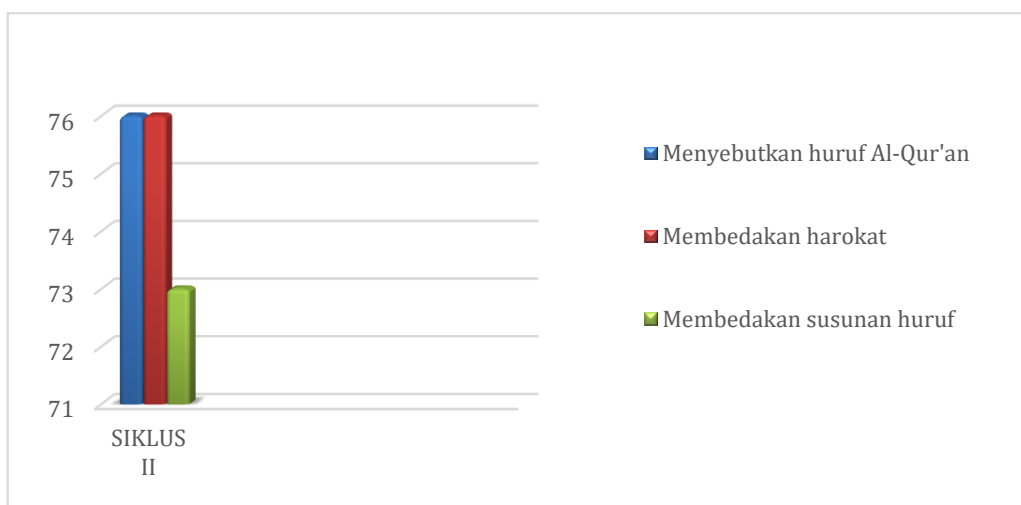 76
75
74
73
72
71
SIKLUS
II
Menyebutkan huruf Al-Qur'an
Membedakan harokat
Membedakan susunan huruf